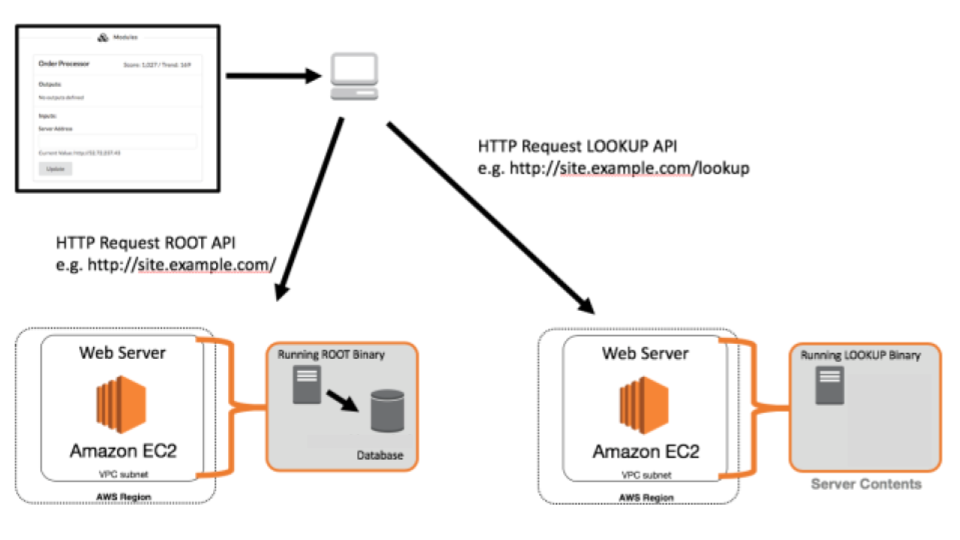 Modules
Order Processor
Score: 1,027 / Trend: 169
Outputs
No outputs defined
Inputs:
Server Address
Update
HTTP Request LOOKUP API
e.g. http://site.example.com/lookup
HTTP Request ROOT API
e.g. http://site.example.com/
Web Server
Amazon EC2
VPC subnet
AWS Region
Running ROOT Binary
Database
Web Server
Amazon EC2
VPC subnet
AWS Region
Running LOOKUP Binary
Server Contents